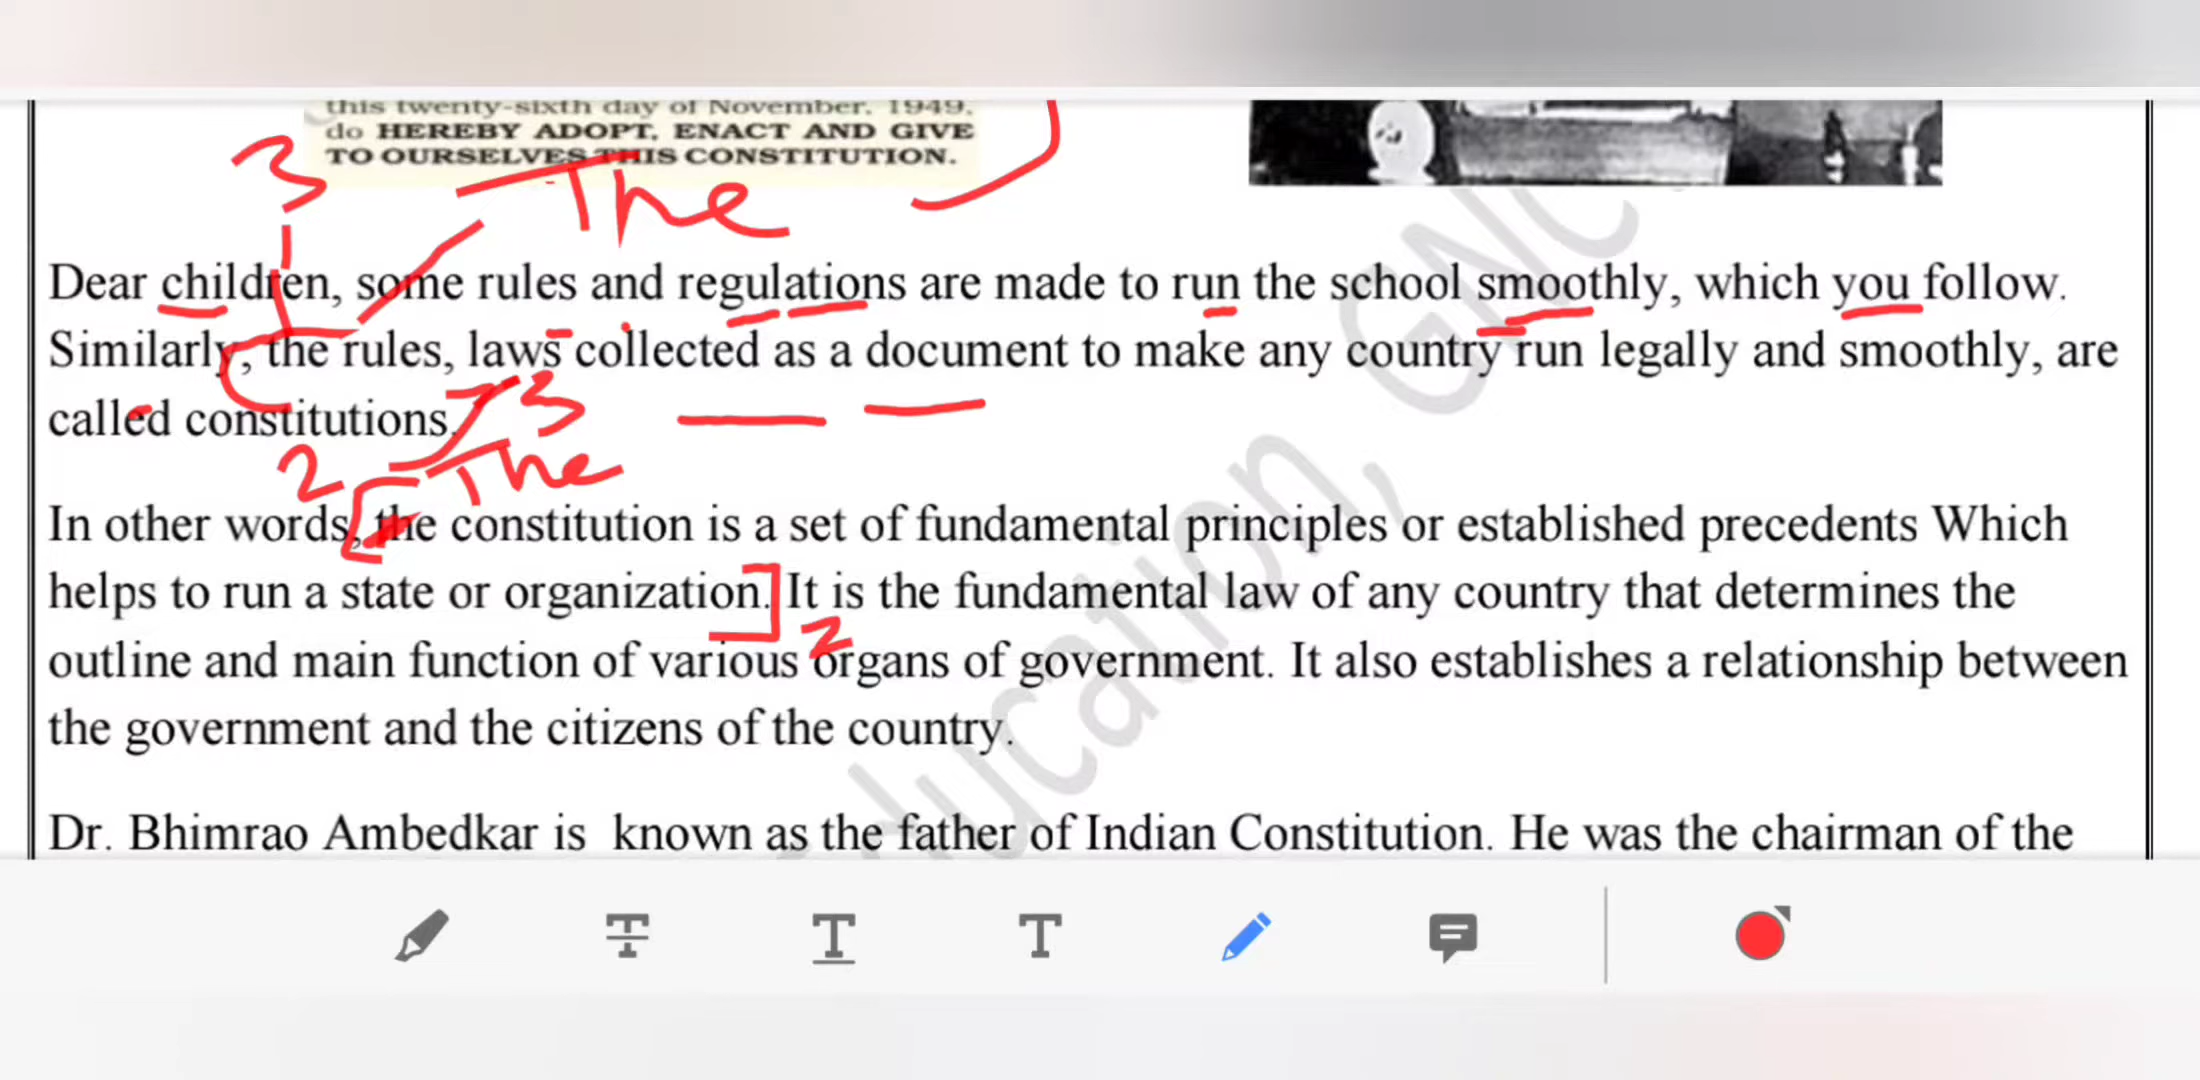 this twenty-sixth day of November, 1949,
do HEREBY ADOPT, ENACT AND GIVE
TO OURSELVES THIS CONSTITUTION.
3
The
Dear children, some rules and regulations are made to run the school smoothly, which you follow.
Similarly, the rules, laws collected as a document to make any country run legally and smoothly, are
called constitutions.
3
2
The
In other words, the constitution is a set of fundamental principles or established precedents Which
helps to run a state or organization. It is the fundamental law of any country that determines the
2
outline and main function of various organs of government. It also establishes a relationship between
the government and the citizens of the country.
Dr. Bhimrao Ambedkar is known as the father of Indian Constitution. He was the chairman of the